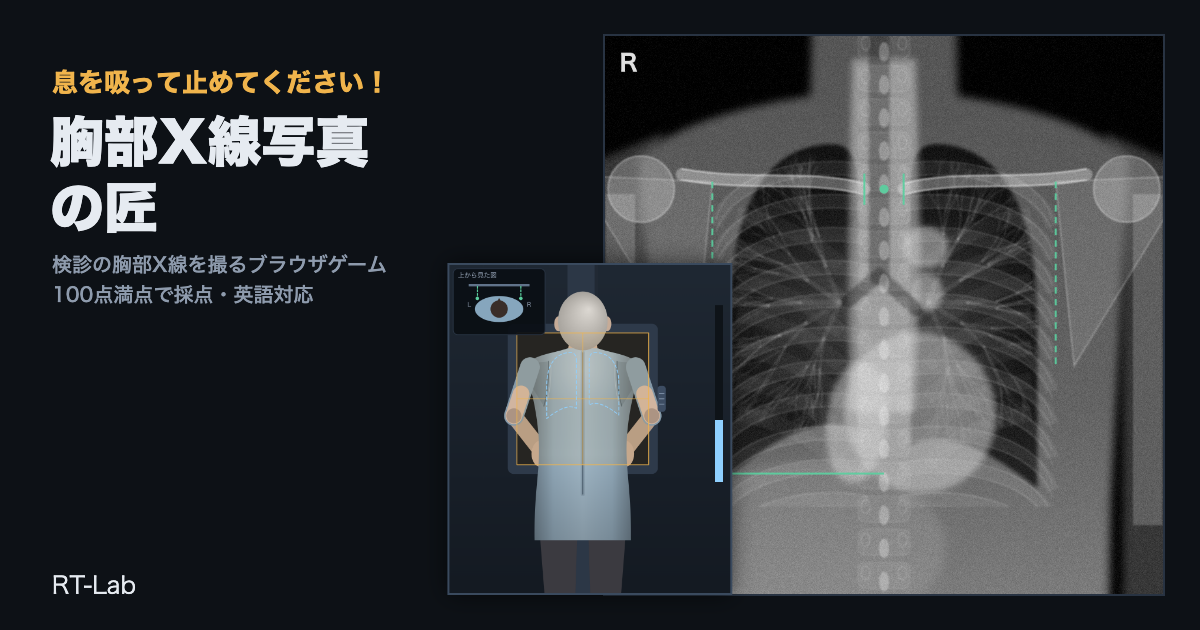 息を吸って止めてください！
胸部X線写真
の匠
検診の胸部X線を撮るブラウザゲーム
100点満点で採点・英語対応
RT-Lab
上から見た図
L
R
R